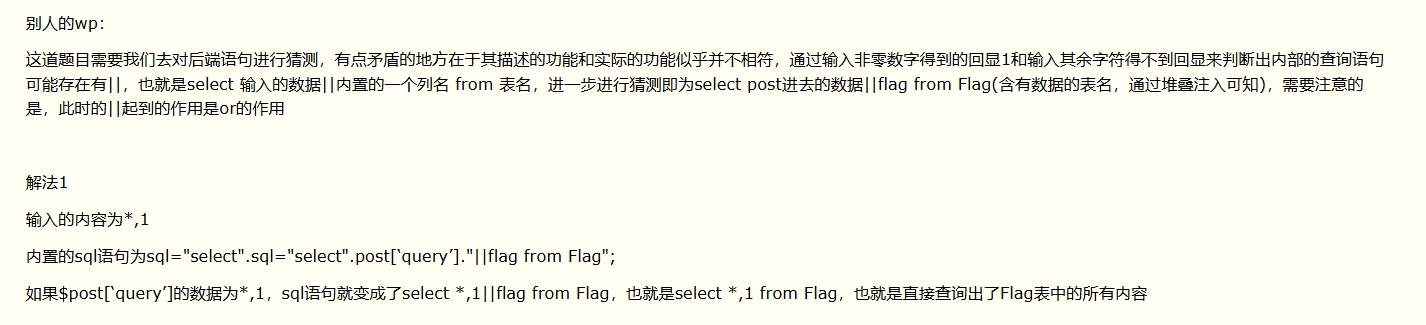 别人的wp：
这道题目需要我们去对后端语句进行猜测，有点矛盾的地方在于其描述的功能和实际的功能似乎并不相符，通过输入非零数字得到的回显1和输入其余字符得不到回显来判断出内部的查询语句
可能存在有||，也就是select 输入的数据||内置的一个列名 from 表名，进一步进行猜测即为select post进去的数据||flag from Flag(含有数据的表名，通过堆叠注入可知)，需要注意的
是，此时的||起到的作用是or的作用
解法1
输入的内容为*,1
内置的sql语句为sql="select".sql="select".post[‘query’]."||flag from Flag";
如果$post[‘query’]的数据为*,1，sql语句就变成了select *,1||flag from Flag，也就是select *,1 from Flag，也就是直接查询出了Flag表中的所有内容